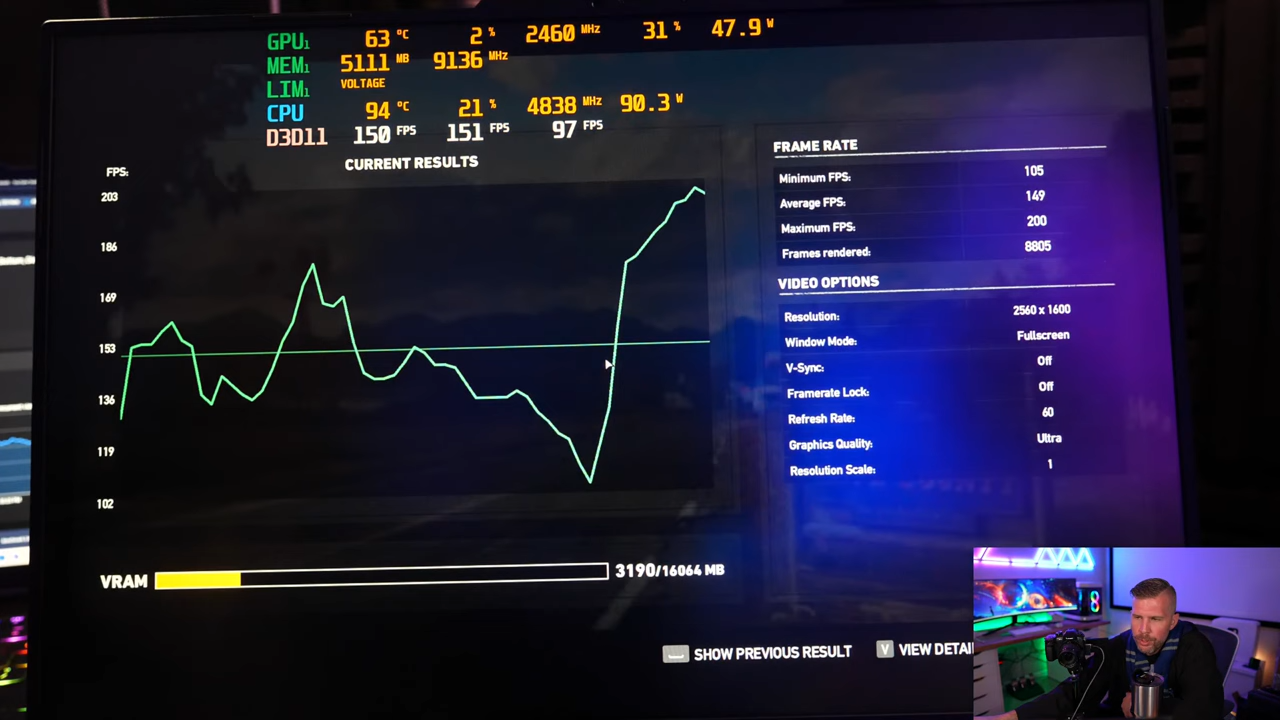 GPU1 63 °C 2 % 2460 MHz 31 % 47.9 W
MEM1 5111 MB 9136 MHz
LIM1 VOLTAGE
CPU 94 °C 21 % 4838 MHz 90.3 W
D3D11 150 FPS 151 FPS 97 FPS
CURRENT RESULTS
FPS:
203
186
169
153
136
119
102
FRAME RATE
Minimum FPS: 105
Average FPS: 149
Maximum FPS: 200
Frames rendered: 8805
VIDEO OPTIONS
Resolution: 2560 x 1600
Window Mode: Fullscreen
V-Sync: Off
Framerate Lock: Off
Refresh Rate: 60
Graphics Quality: Ultra
Resolution Scale: 1
VRAM 3190/16064 MB
SHOW PREVIOUS RESULT V VIEW DETAI